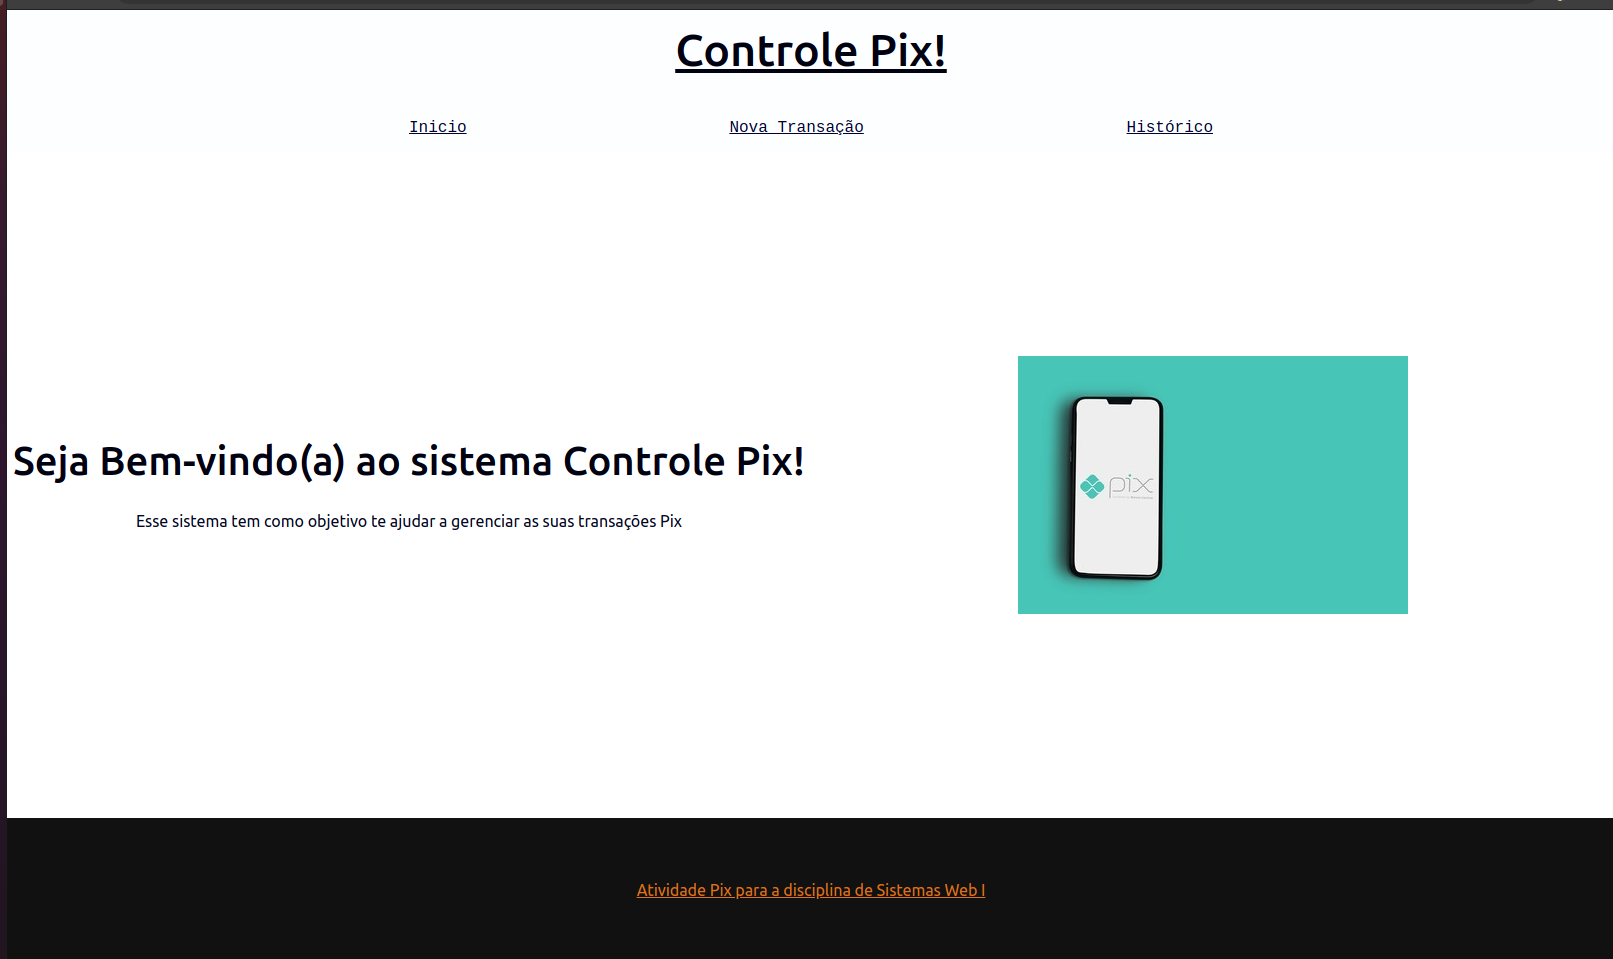 Controle Pix!
Inicio
Nova Transação
Histórico
Seja Bem-vindo(a) ao sistema Controle Pix!
Esse sistema tem como objetivo te ajudar a gerenciar as suas transações Pix
pix
Atividade Pix para a disciplina de Sistemas Web I